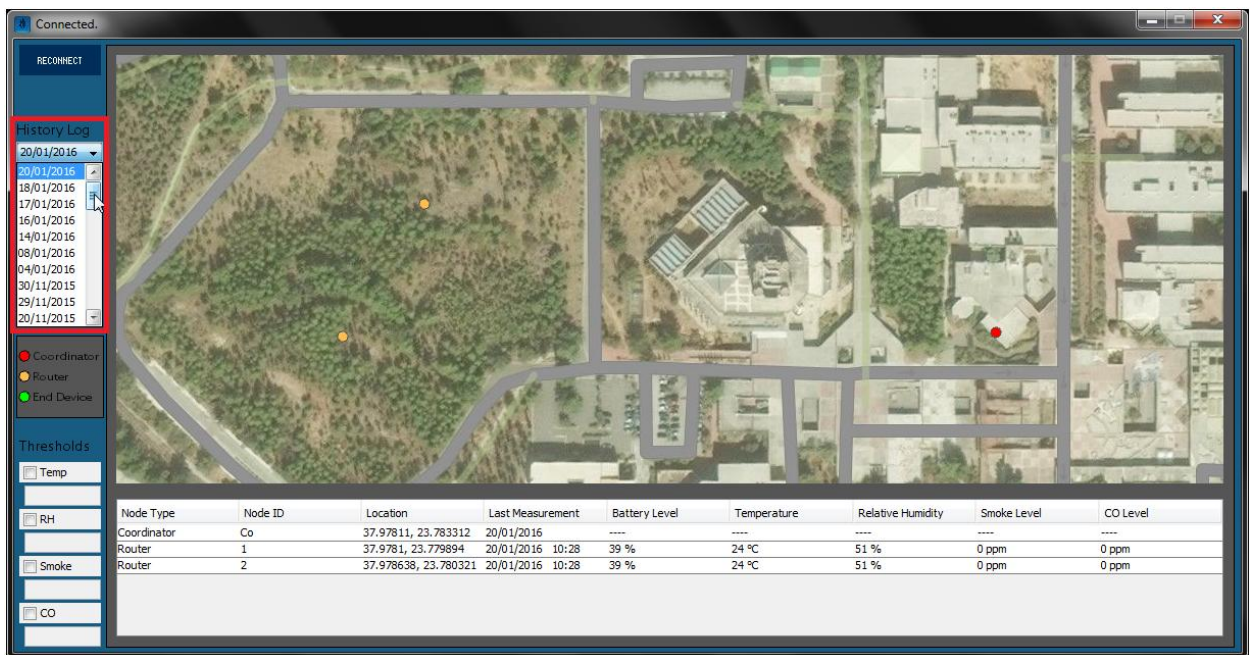 Connected.
RECONNECT
History Log
20/01/2016
20/01/2016
18/01/2016
17/01/2016
16/01/2016
14/01/2016
08/01/2016
04/01/2016
30/11/2015
29/11/2015
20/11/2015
Coordinator
Router
End Device
Thresholds
Temp
RH
Smoke
CO
Node Type Node ID Location Last Measurement Battery Level Temperature Relative Humidity Smoke Level CO Level
Coordinator Co 37.97811, 23.783312 20/01/2016 ---- ---- ---- ---- ----
Router 1 37.9781, 23.779894 20/01/2016 10:28 39 % 24 ºC 51 % 0 ppm 0 ppm
Router 2 37.978638, 23.780321 20/01/2016 10:28 39 % 24 ºC 51 % 0 ppm 0 ppm